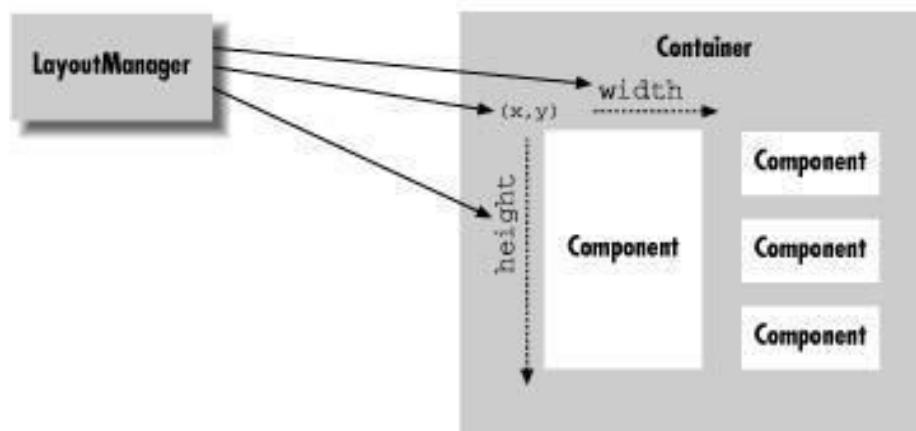 LayoutManager
Container
width
(x,y)
height
Component
Component
Component
Component